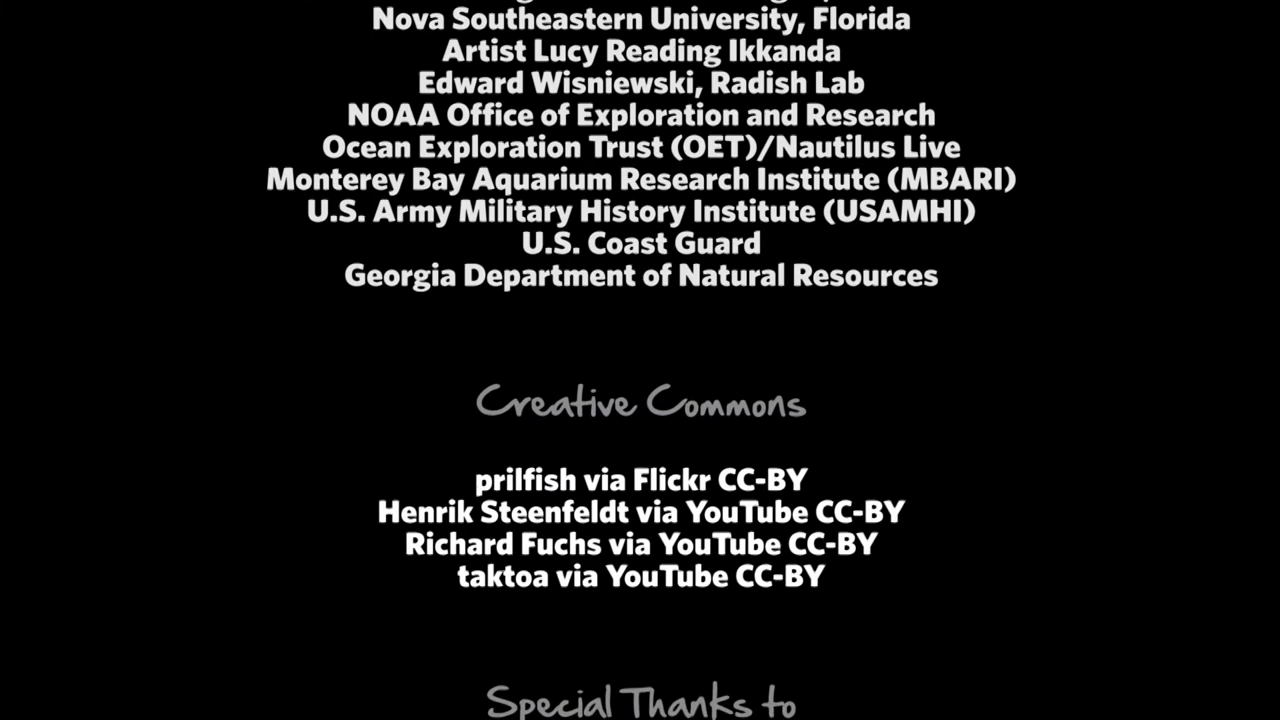 Nova Southeastern University, Florida
Artist Lucy Reading Ikkanda
Edward Wisniewski, Radish Lab
NOAA Office of Exploration and Research
Ocean Exploration Trust (OET)/Nautilus Live
Monterey Bay Aquarium Research Institute (MBARI)
U.S. Army Military History Institute (USAMHI)
U.S. Coast Guard
Georgia Department of Natural Resources
Creative Commons
prilfish via Flickr CC-BY
Henrik Steenfeldt via YouTube CC-BY
Richard Fuchs via YouTube CC-BY
taktoa via YouTube CC-BY
Special Thanks to